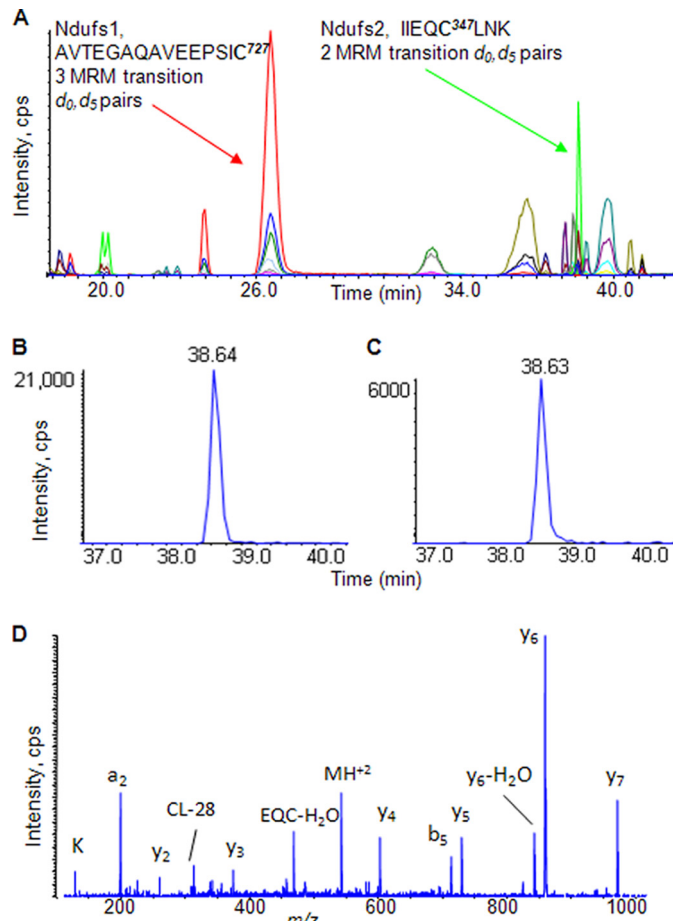 A
Ndufs1,
AVTEGAQAVEEPSIC727
3 MRM transition
d0,d5 pairs
Ndufs2, IIEQC347LNK
2 MRM transition d0,d5 pairs
Intensity, cps
20.0 26.0 34.0 40.0
Time (min)
B
38.64
21,000
Intensity, cps
37.0 38.0 39.0 40.0
C
38.63
6000
37.0 38.0 39.0 40.0
Time (min)
D
Intensity, cps
K
a2
y2
CL-28
y3
EQC-H2O
MH+2
y4
b5
y5
y6-H2O
y6
y7
200 400 600 800 1000
m/z